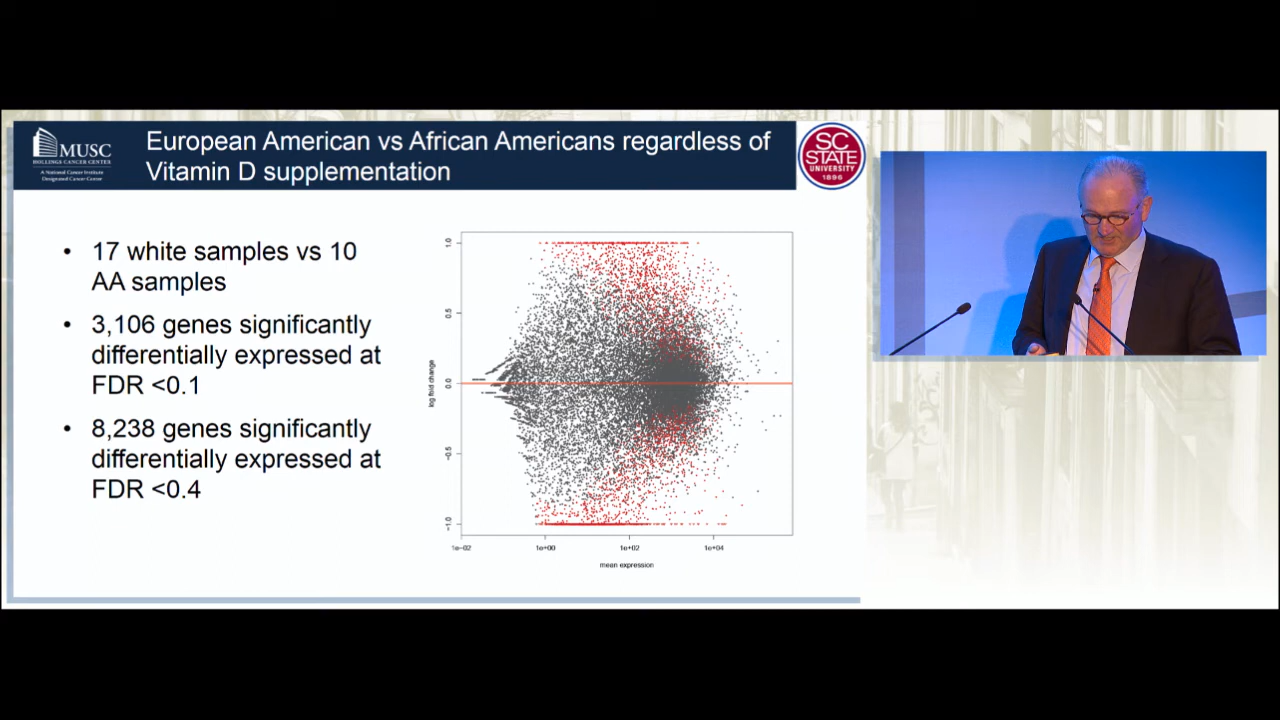 MUSC
HOLLINGS CANCER CENTER
A National Cancer Institute
Designated Cancer Center
European American vs African Americans regardless of
Vitamin D supplementation
SC
STATE
UNIVERSITY
1896
• 17 white samples vs 10
AA samples
• 3,106 genes significantly
differentially expressed at
FDR <0.1
• 8,238 genes significantly
differentially expressed at
FDR <0.4
log fold change
1.0
0.5
0.0
−0.5
−1.0
1e−02
1e+00
1e+02
1e+04
mean expression